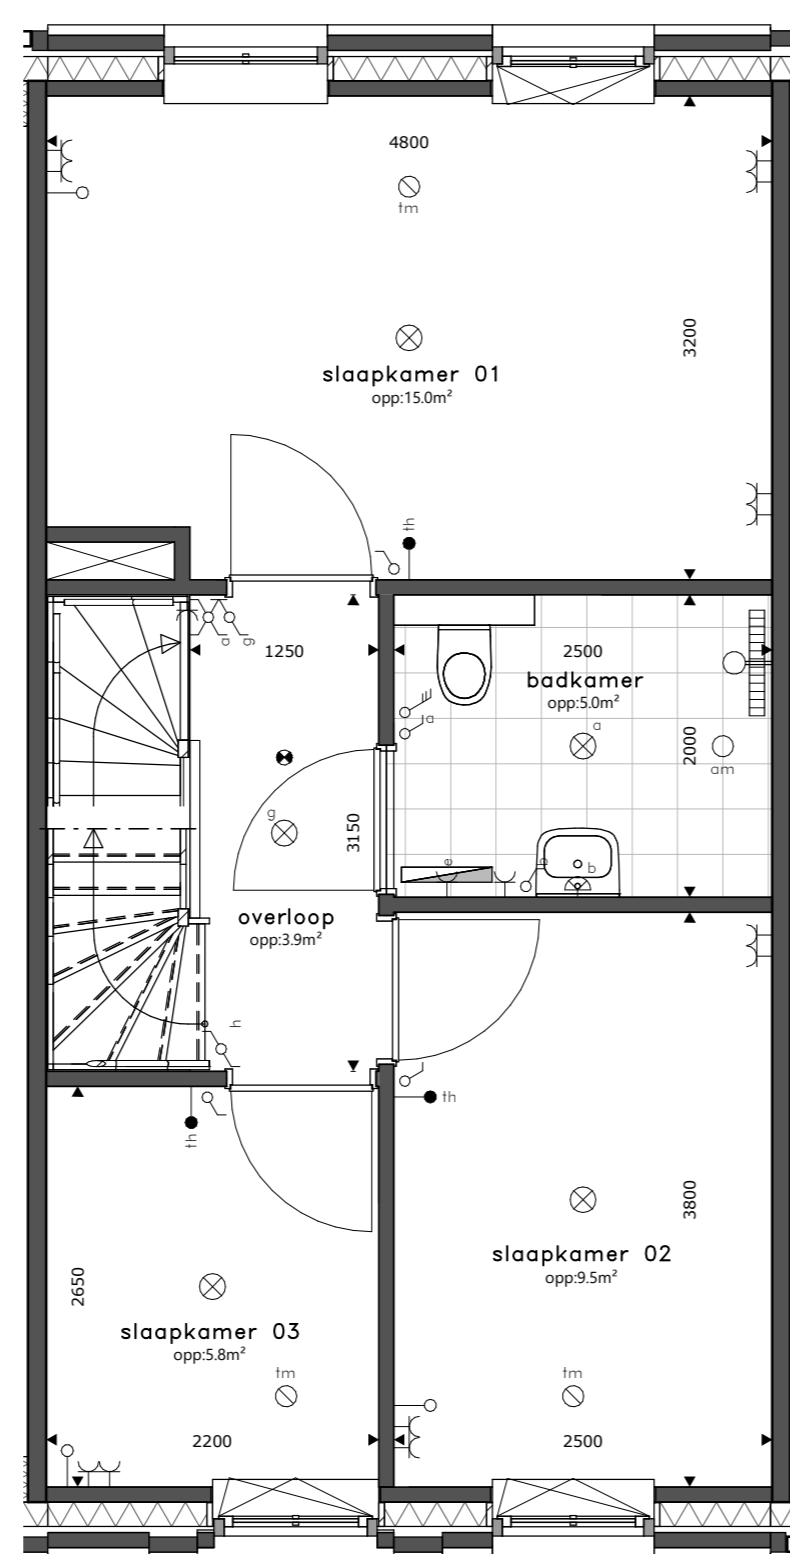 4800
tm
3200
slaapkamer 01
opp:15.0m²
th
a
g
1250
2500
badkamer
opp:5.0m²
ta
a
2000
am
g
3150
e
b
b
overloop
opp:3.9m²
h
th
th
3800
slaapkamer 02
opp:9.5m²
2650
slaapkamer 03
opp:5.8m²
tm
tm
2200
2500